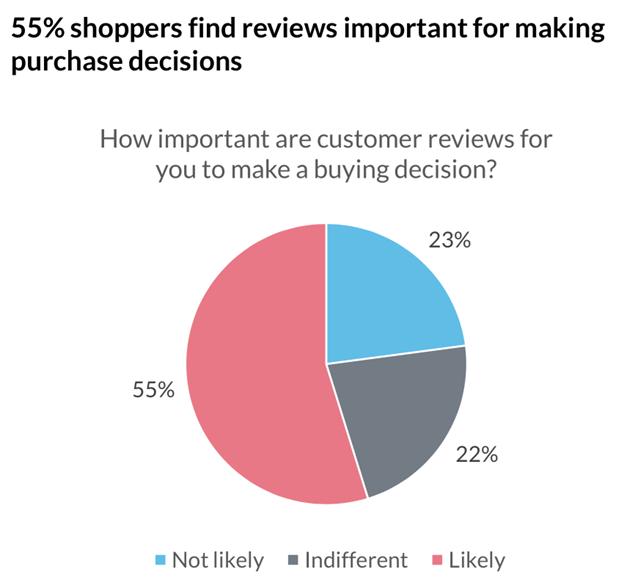 55% shoppers find reviews important for making
purchase decisions
How important are customer reviews for
you to make a buying decision?
23%
55%
22%
Not likely Indifferent Likely